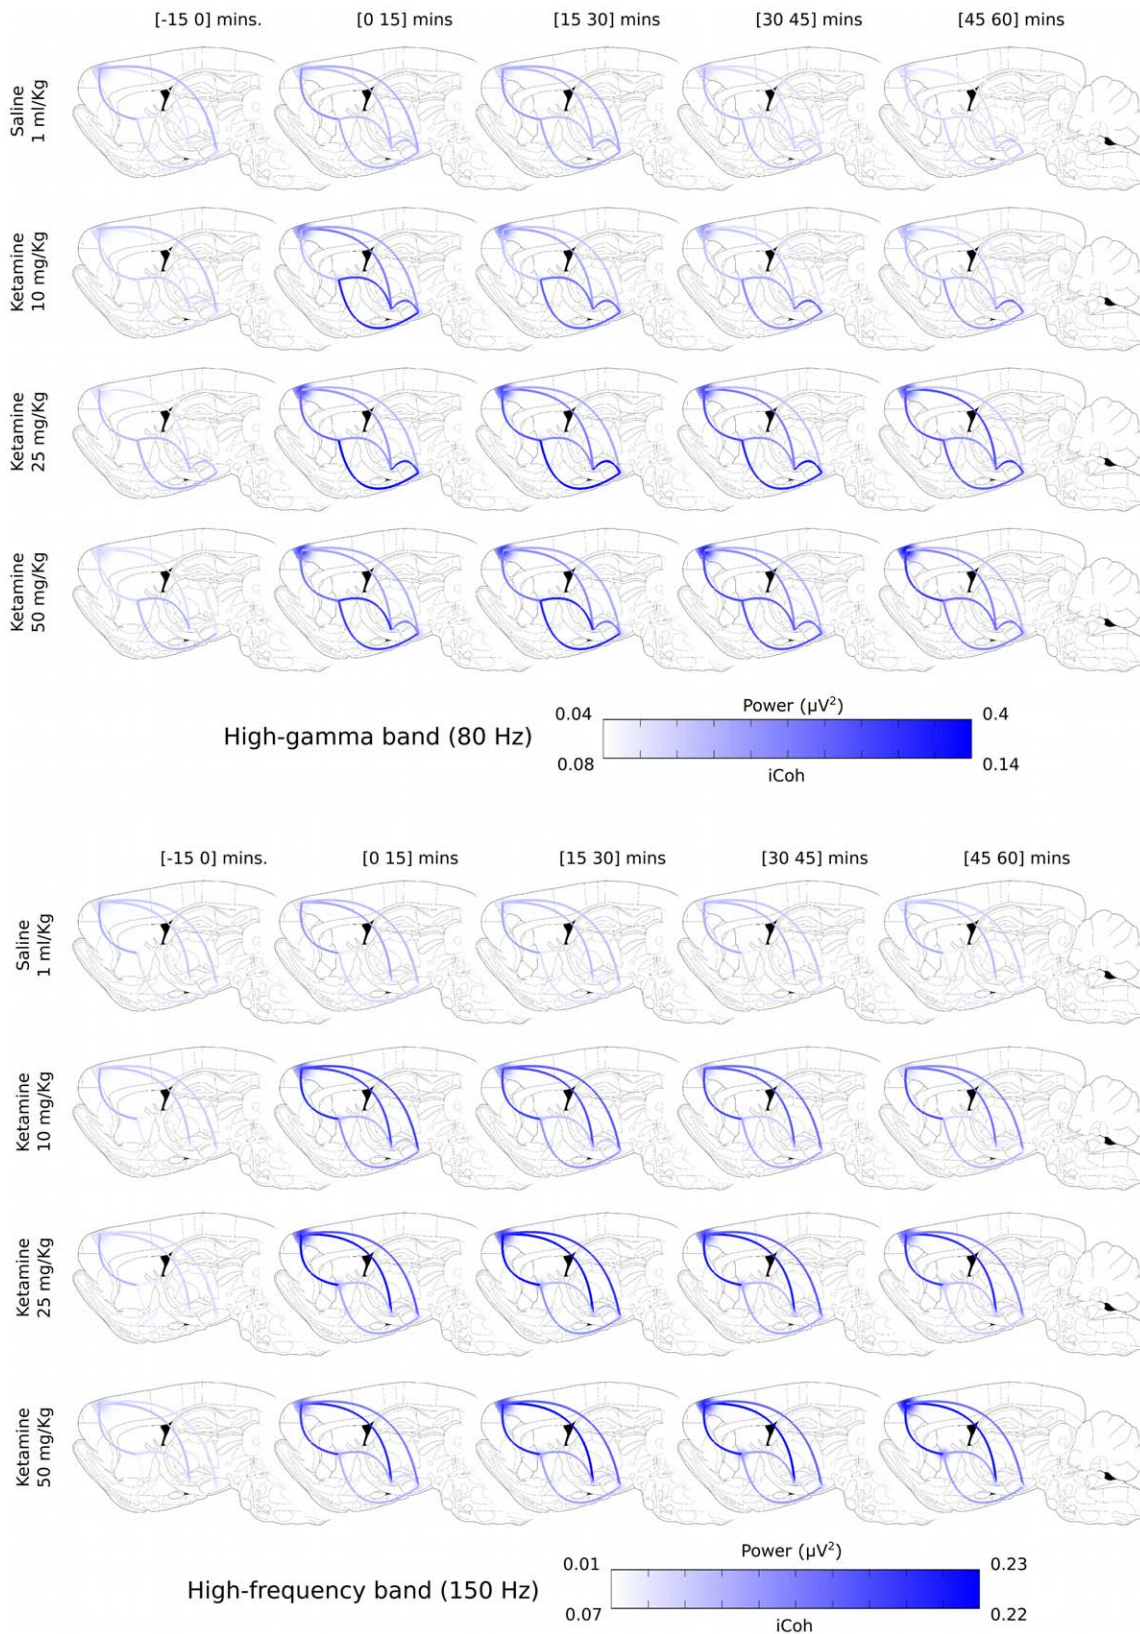 [-15 0] mins. [0 15] mins [15 30] mins [30 45] mins [45 60] mins
Saline
1 ml/Kg
Ketamine
10 mg/Kg
Ketamine
25 mg/Kg
Ketamine
50 mg/Kg
High-gamma band (80 Hz)
0.04 Power (µV²) 0.4
0.08 iCoh 0.14
[-15 0] mins. [0 15] mins [15 30] mins [30 45] mins [45 60] mins
Saline
1 ml/Kg
Ketamine
10 mg/Kg
Ketamine
25 mg/Kg
Ketamine
50 mg/Kg
High-frequency band (150 Hz)
0.01 Power (µV²) 0.23
0.07 iCoh 0.22